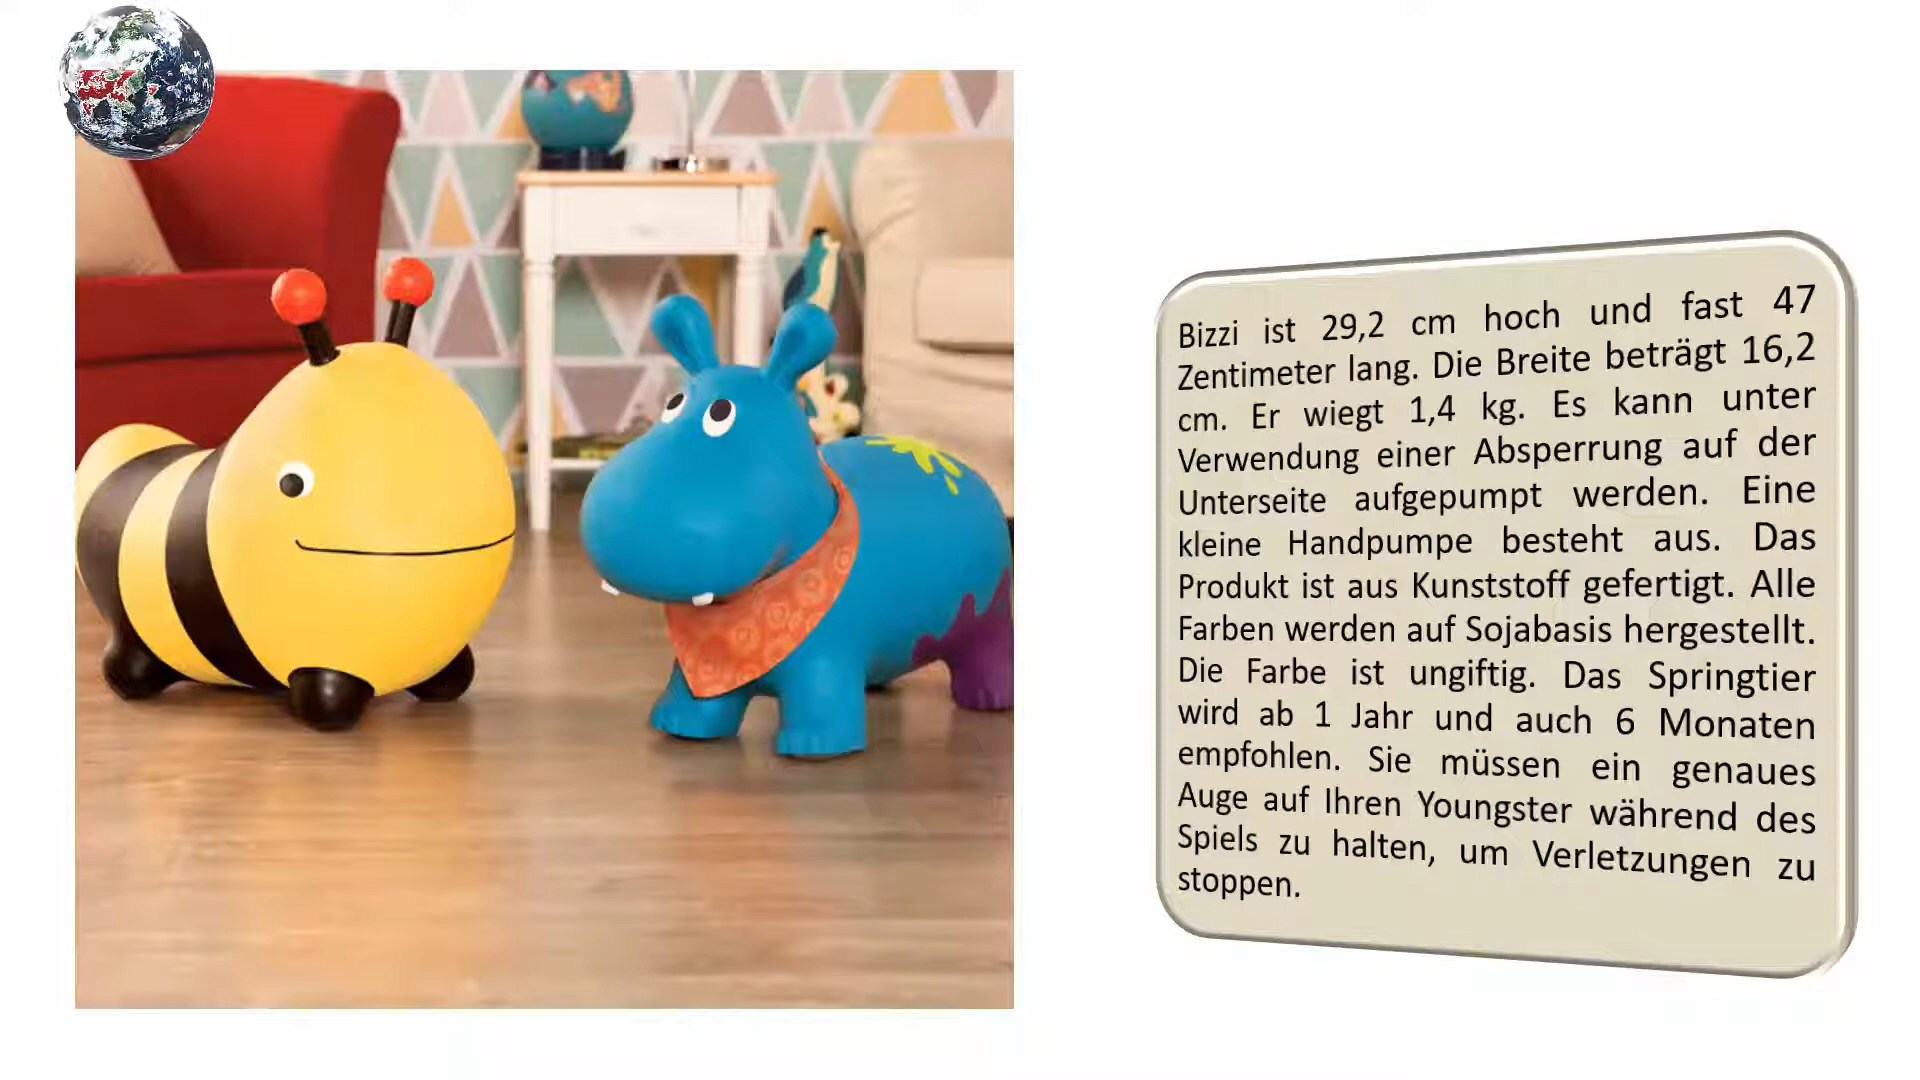 Bizzi ist 29,2 cm hoch und fast 47
Zentimeter lang. Die Breite beträgt 16,2
cm. Er wiegt 1,4 kg. Es kann unter
Verwendung einer Absperrung auf der
Unterseite aufgepumpt werden. Eine
kleine Handpumpe besteht aus. Das
Produkt ist aus Kunststoff gefertigt. Alle
Farben werden auf Sojabasis hergestellt.
Die Farbe ist ungiftig. Das Springtier
wird ab 1 Jahr und auch 6 Monaten
empfohlen. Sie müssen ein genaues
Auge auf Ihren Youngster während des
Spiels zu halten, um Verletzungen zu
stoppen.